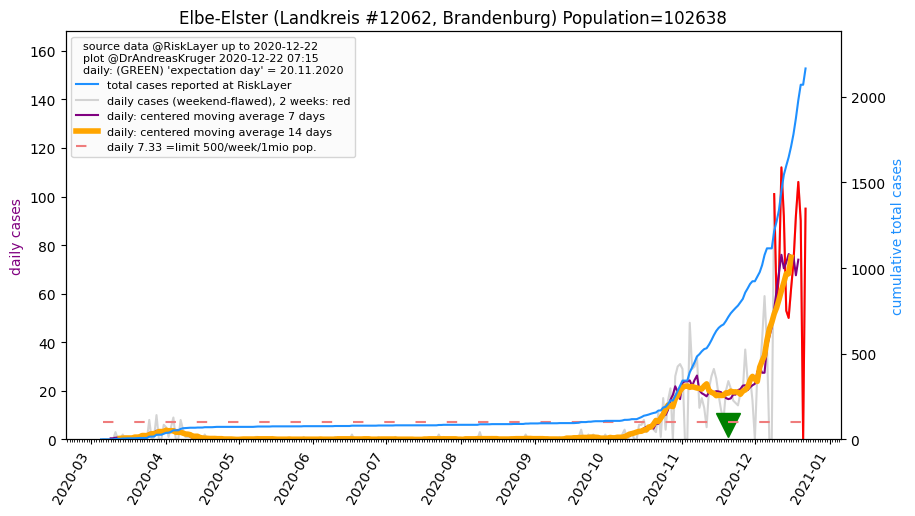 Elbe-Elster (Landkreis #12062, Brandenburg) Population=102638
source data @RiskLayer up to 2020-12-22
plot @DrAndreasKruger 2020-12-22 07:15
daily: (GREEN) 'expectation day' = 20.11.2020
total cases reported at RiskLayer
daily cases (weekend-flawed), 2 weeks: red
daily: centered moving average 7 days
daily: centered moving average 14 days
daily 7.33 =limit 500/week/1mio pop.
daily cases
160
140
120
100
80
60
40
20
0
cumulative total cases
2000
1500
1000
500
0
2020-03
2020-04
2020-05
2020-06
2020-07
2020-08
2020-09
2020-10
2020-11
2020-12
2021-01